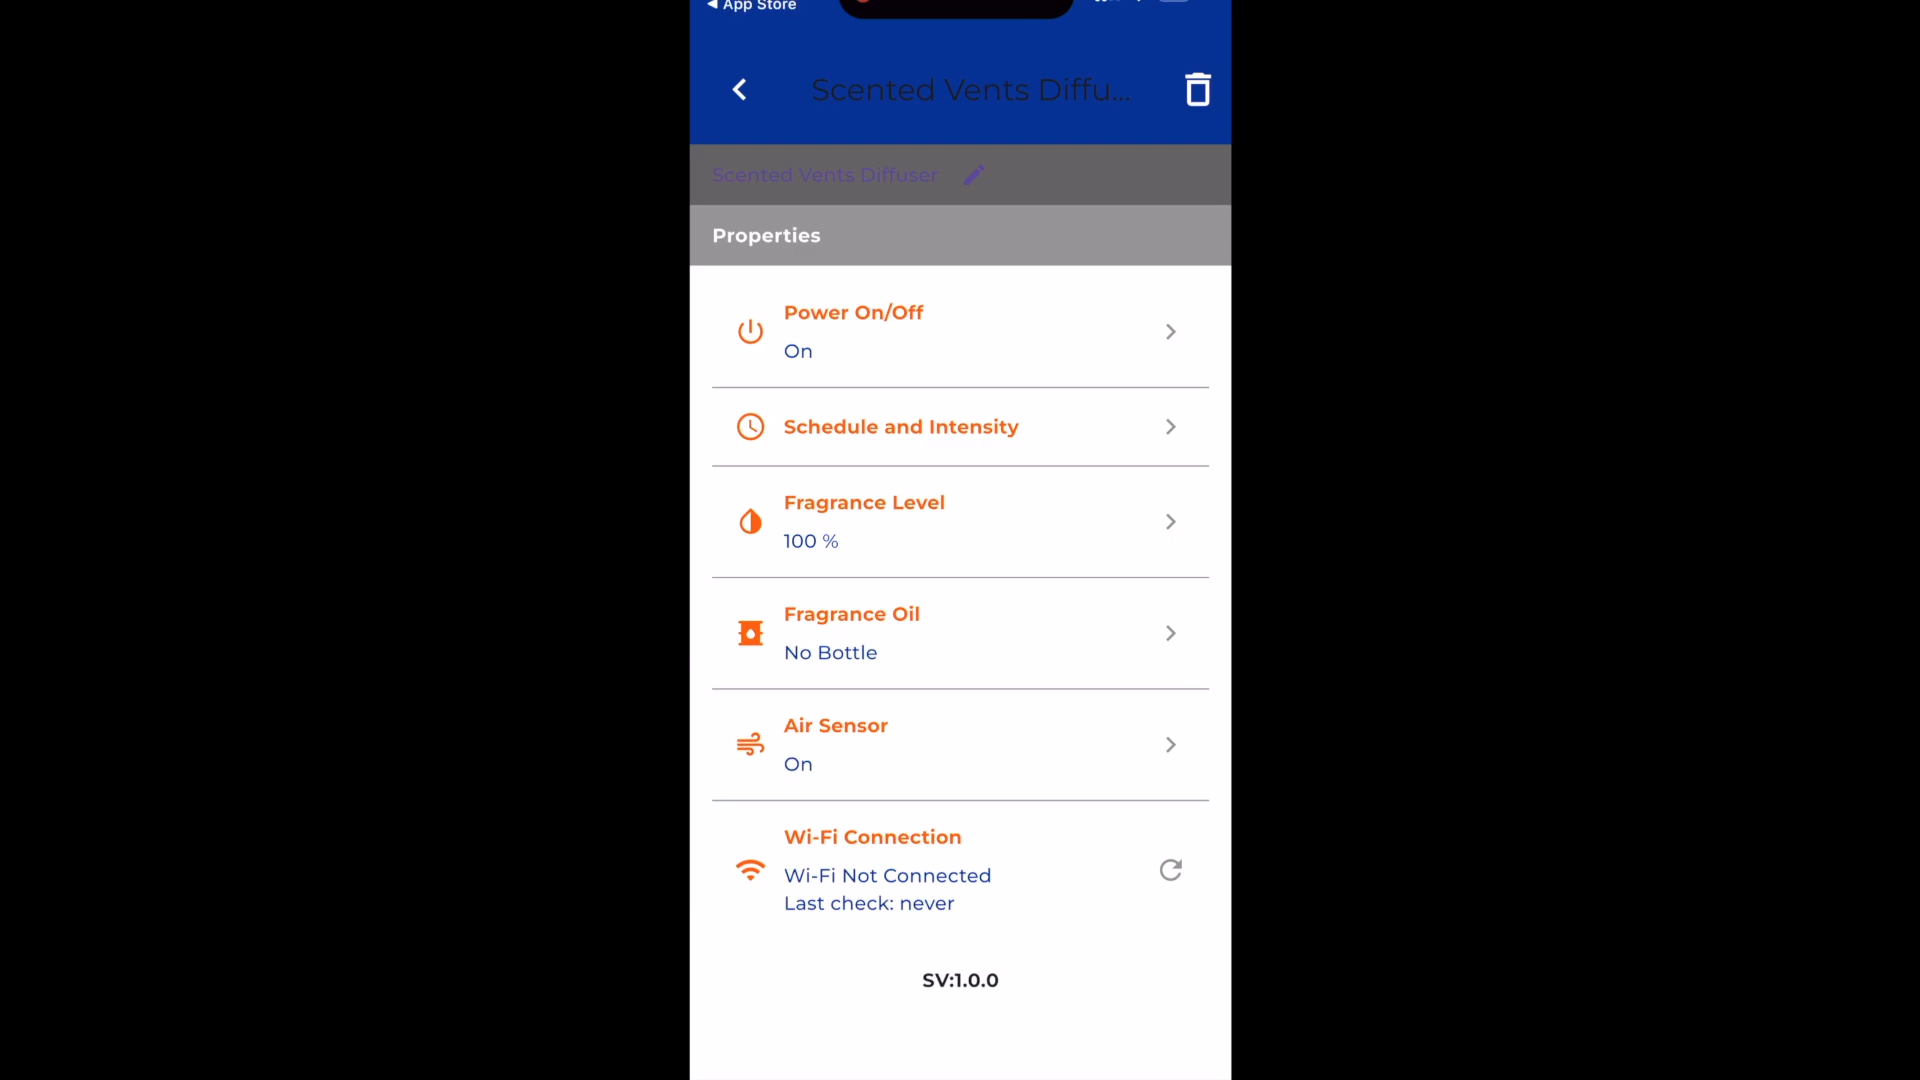 App Store
Scented Vents Diffu...
Scented Vents Diffuser
Properties
Power On/Off
On
Schedule and Intensity
Fragrance Level
100 %
Fragrance Oil
No Bottle
Air Sensor
On
Wi-Fi Connection
Wi-Fi Not Connected
Last check: never
SV:1.0.0